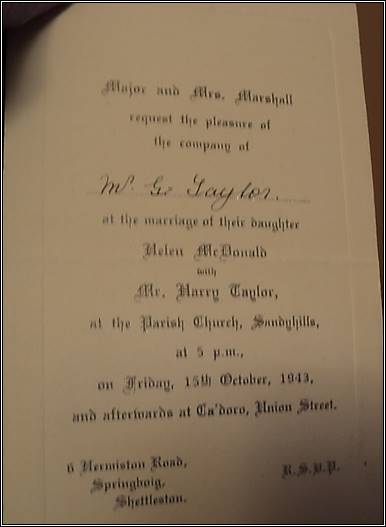 Major and Mrs. Marshall
request the pleasure of
the company of
Mr. G. Taylor.
at the marriage of their daughter
Helen McDonald
with
Mr. Harry Taylor,
at the Parish Church, Sandyhills,
at 5 p.m.,
on Friday, 15th October, 1943,
and afterwards at Ca'doro, Union Street.
6 Hermiston Road,
Springboig,
Shettleston.
R.S.V.P.